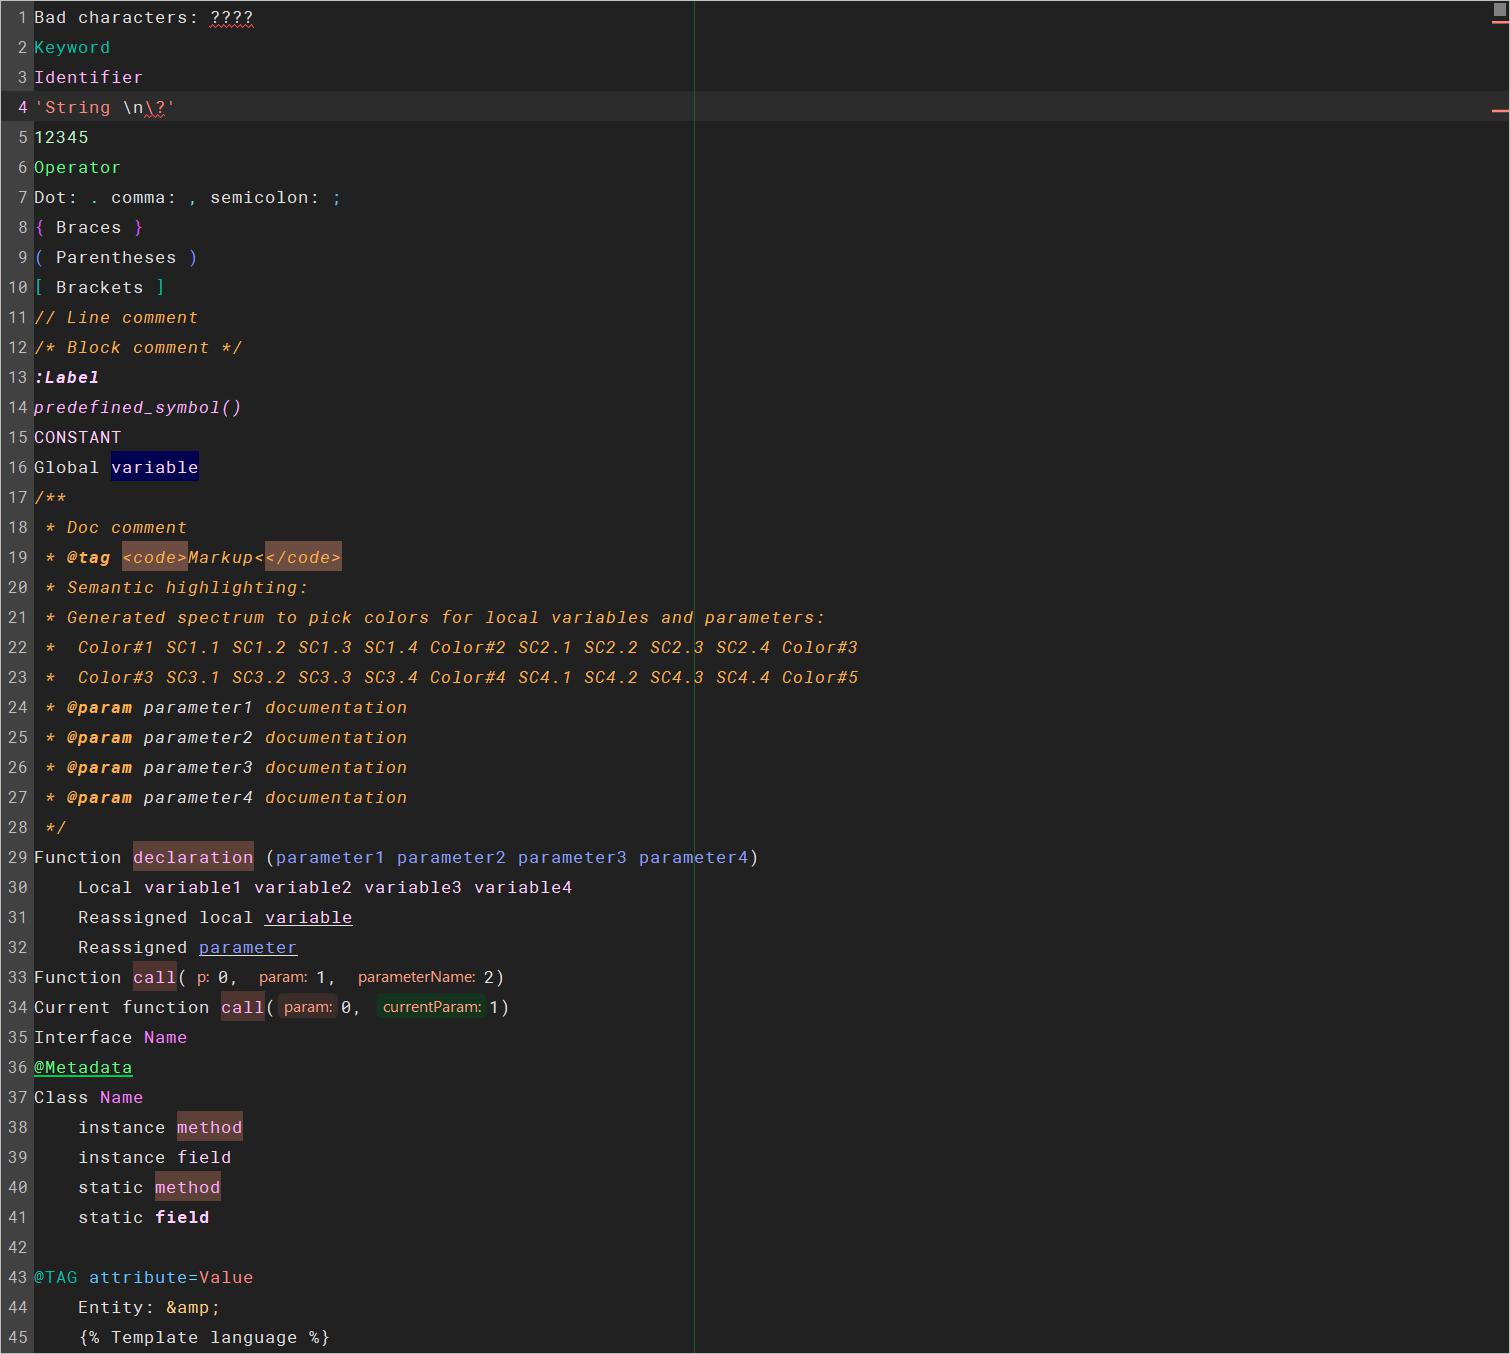 1 Bad characters: ????
2 Keyword
3 Identifier
4 'String \n\?'
5 12345
6 Operator
7 Dot: . comma: , semicolon: ;
8 { Braces }
9 ( Parentheses )
10 [ Brackets ]
11 // Line comment
12 /* Block comment */
13 :Label
14 predefined_symbol()
15 CONSTANT
16 Global variable
17 /**
18  * Doc comment
19  * @tag <code>Markup<</code>
20  * Semantic highlighting:
21  * Generated spectrum to pick colors for local variables and parameters:
22  *  Color#1 SC1.1 SC1.2 SC1.3 SC1.4 Color#2 SC2.1 SC2.2 SC2.3 SC2.4 Color#3
23  *  Color#3 SC3.1 SC3.2 SC3.3 SC3.4 Color#4 SC4.1 SC4.2 SC4.3 SC4.4 Color#5
24  * @param parameter1 documentation
25  * @param parameter2 documentation
26  * @param parameter3 documentation
27  * @param parameter4 documentation
28  */
29 Function declaration (parameter1 parameter2 parameter3 parameter4)
30     Local variable1 variable2 variable3 variable4
31     Reassigned local variable
32     Reassigned parameter
33 Function call( p: 0, param: 1, parameterName: 2)
34 Current function call( param: 0, currentParam: 1)
35 Interface Name
36 @Metadata
37 Class Name
38     instance method
39     instance field
40     static method
41     static field
42
43 @TAG attribute=Value
44     Entity: &amp;
45     {% Template language %}